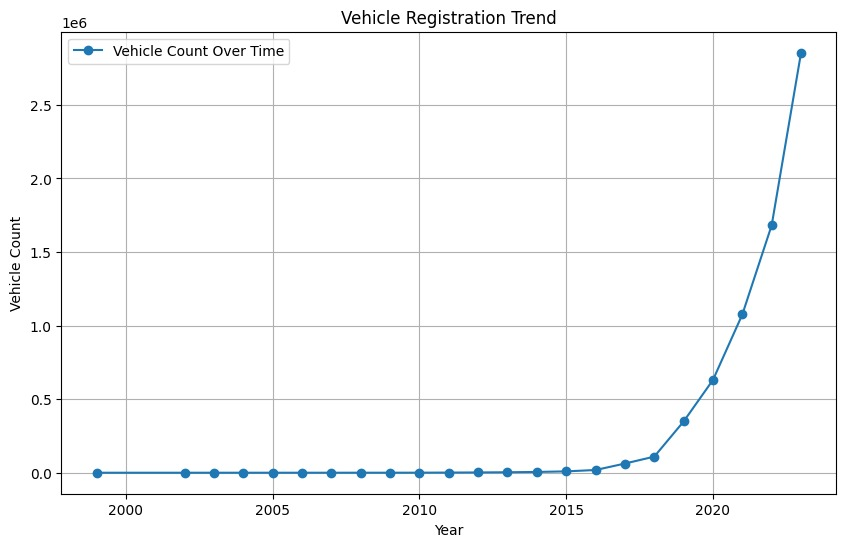 Vehicle Registration Trend
1e6
Vehicle Count Over Time
2.5
2.0
1.5
1.0
0.5
0.0
Vehicle Count
2000 2005 2010 2015 2020
Year